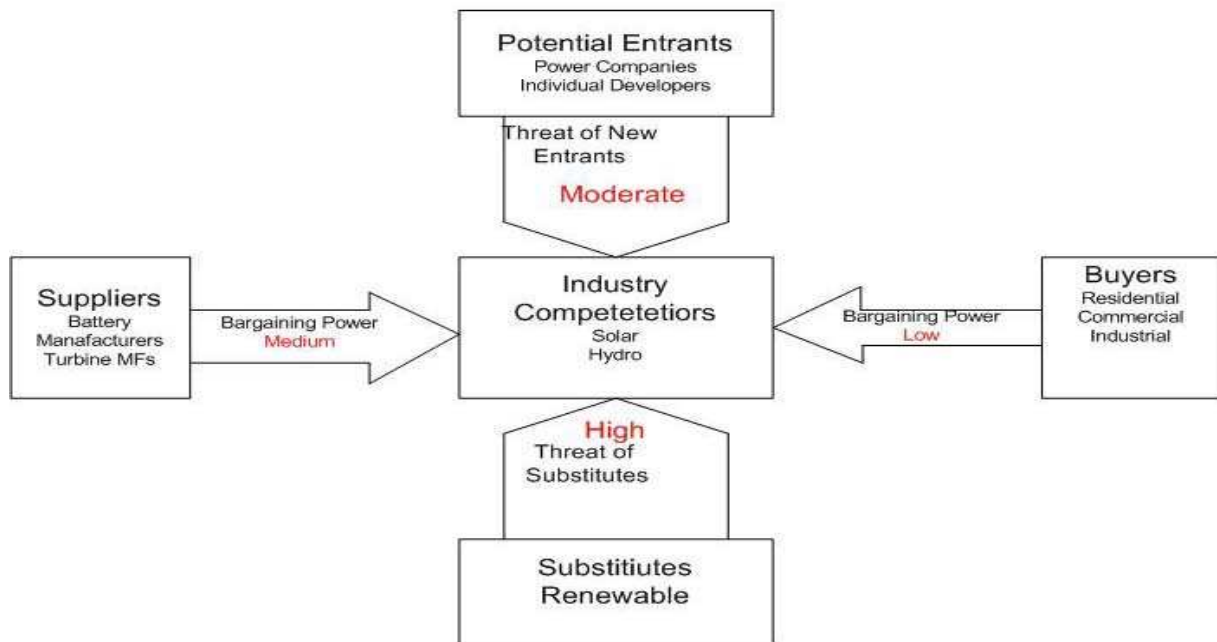 Potential Entrants
Power Companies
Individual Developers
Threat of New
Entrants
Moderate
Suppliers
Battery
Manafacturers
Turbine MFs
Bargaining Power
Medium
Industry
Competetetiors
Solar
Hydro
Bargaining Power
Low
Buyers
Residential
Commercial
Industrial
High
Threat of
Substitutes
Substitiutes
Renewable